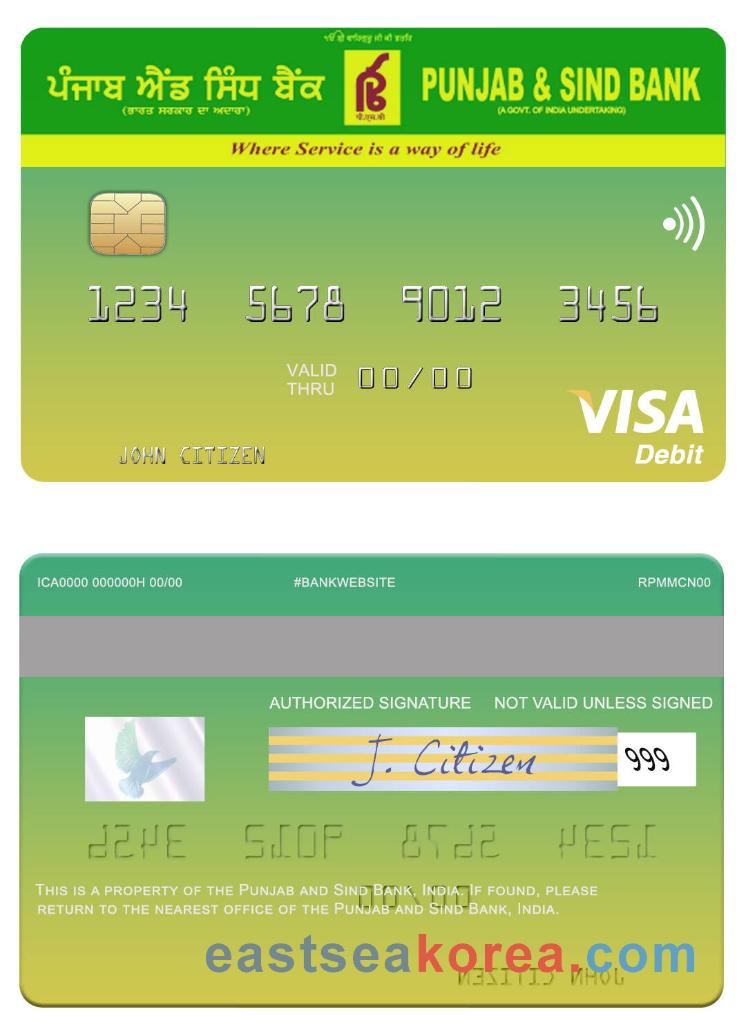 ਪੰਜਾਬ ਐਂਡ ਸਿੰਧ ਬੈਂਕ
(ਭਾਰਤ ਸਰਕਾਰ ਦਾ ਅਦਾਰਾ)
ਪੀ.ਐਸ.ਬੀ
PUNJAB & SIND BANK
(A GOVT. OF INDIA UNDERTAKING)
Where Service is a way of life
1234 5678 9012 3456
VALID THRU 00/00
VISA
Debit
JOHN CITIZEN
ICA0000 000000H 00/00 #BANKWEBSITE RPMMCN00
AUTHORIZED SIGNATURE NOT VALID UNLESS SIGNED
J. Citizen 999
THIS IS A PROPERTY OF THE PUNJAB AND SIND BANK, INDIA. IF FOUND, PLEASE
RETURN TO THE NEAREST OFFICE OF THE PUNJAB AND SIND BANK, INDIA.
eastseakorea.com